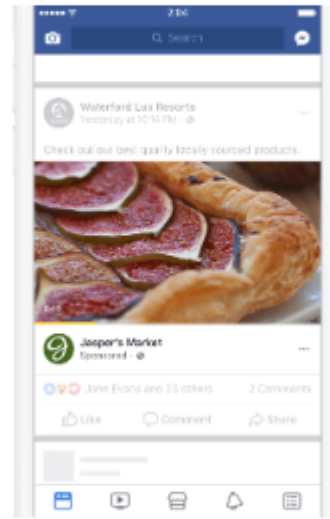 2:04
Search
Waterford Lux Resorts
Yesterday at 10:14 PM ·
Check out our best quality locally sourced products.
Jasper's Market
Sponsored ·
John Evans and 23 others 2 Comments
Like Comment Share